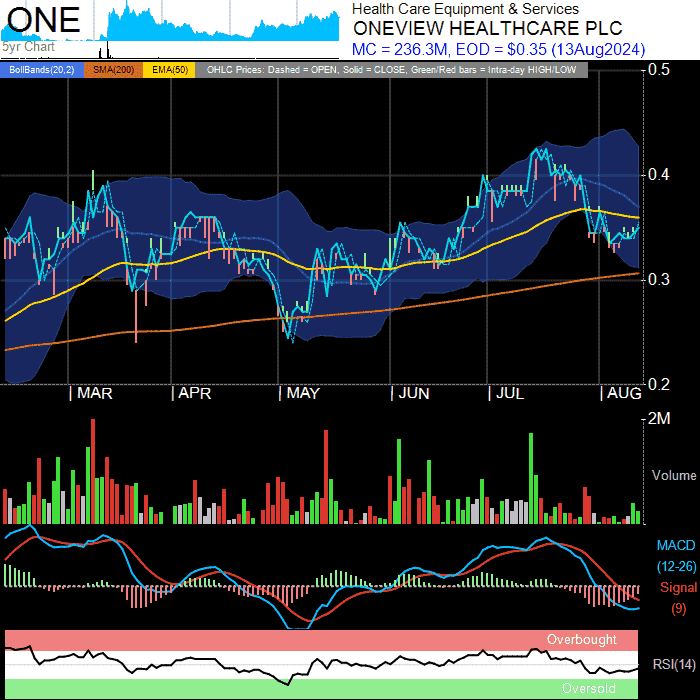 ONE
Health Care Equipment & Services
ONEVIEW HEALTHCARE PLC
5yr Chart
MC = 236.3M, EOD = $0.35 (13Aug2024)
BollBands(20,2) SMA(200) EMA(50) OHLC Prices: Dashed = OPEN, Solid = CLOSE, Green/Red bars = Intra-day HIGH/LOW
0.5
0.4
0.3
0.2
| MAR | APR | MAY | JUN | JUL | AUG
2M
Volume
MACD
(12-26)
Signal
(9)
Overbought
RSI(14)
Oversold